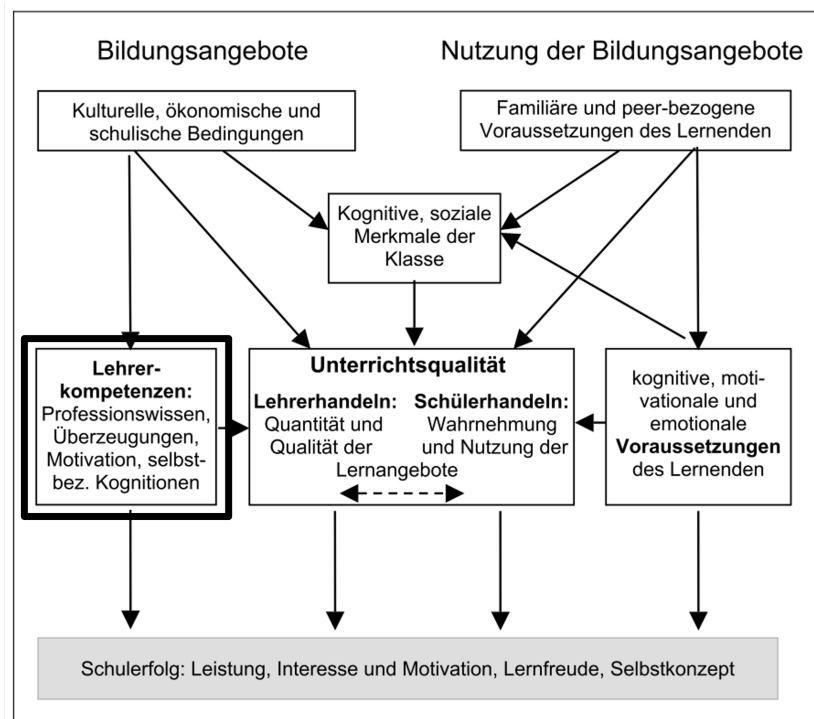 Bildungsangebote
Nutzung der Bildungsangebote
Kulturelle, ökonomische und
schulische Bedingungen
Familiäre und peer-bezogene
Voraussetzungen des Lernenden
Kognitive, soziale
Merkmale der
Klasse
Lehrer-
kompetenzen:
Professionswissen,
Überzeugungen,
Motivation, selbst-
bez. Kognitionen
Unterrichtsqualität
Lehrerhandeln:
Quantität und
Qualität der
Schülerhandeln:
Wahrnehmung
und Nutzung der
Lernangebote
kognitive, moti-
vationale und
emotionale
Voraussetzungen
des Lernenden
Schulerfolg: Leistung, Interesse und Motivation, Lernfreude, Selbstkonzept